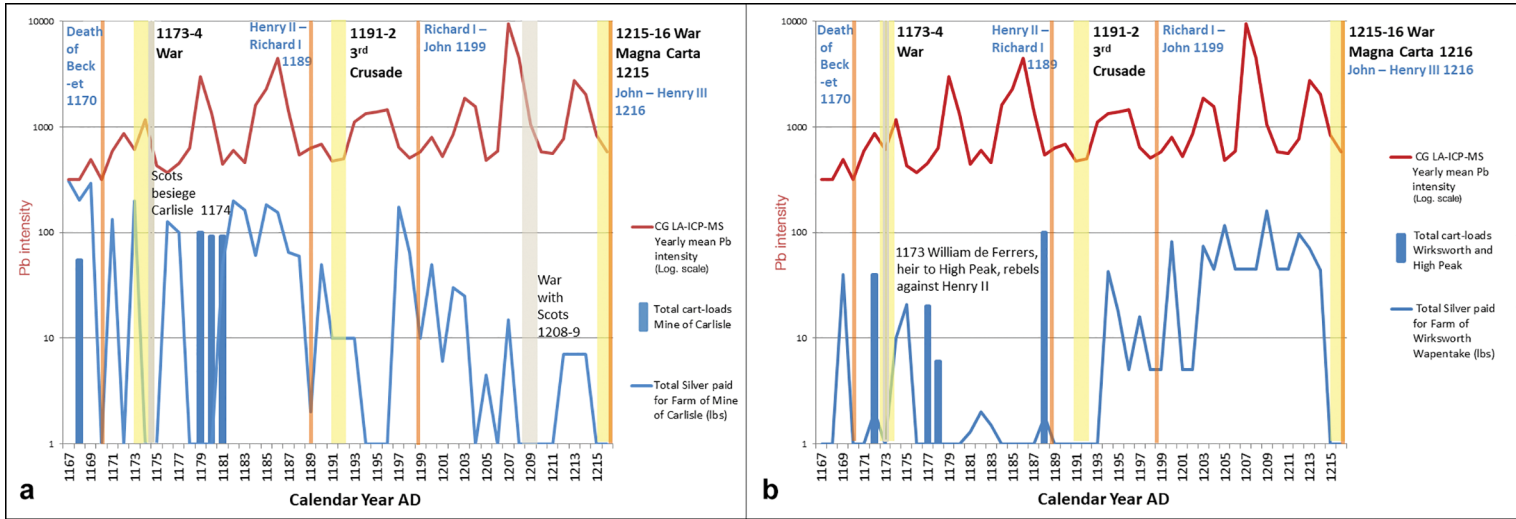 10000
1000
100
10
1
Pb intensity
Death
of
Beck
-et
1170
1173-4
War
Henry II –
Richard I
1189
1191-2
3rd
Crusade
Richard I –
John 1199
1215-16 War
Magna Carta
1215
John – Henry III
1216
Scots
besiege
Carlisle 1174
War
with
Scots
1208-9
CG LA-ICP-MS
Yearly mean Pb
intensity
(Log. scale)
Total cart-loads
Mine of Carlisle
Total Silver paid
for Farm of Mine
of Carlisle (lbs)
1167 1169 1171 1173 1175 1177 1179 1181 1183 1185 1187 1189 1191 1193 1195 1197 1199 1201 1203 1205 1207 1209 1211 1213 1215
Calendar Year AD
a
10000
1000
100
10
1
Pb intensity
Death
of
Beck
-et
1170
1173-4
War
Henry II –
Richard I
1189
1191-2
3rd
Crusade
Richard I –
John 1199
1215-16 War
Magna Carta 1216
John – Henry III 1216
1173 William de Ferrers,
heir to High Peak, rebels
against Henry II
CG LA-ICP-MS
Yearly mean Pb
intensity
(Log. scale)
Total cart-loads
Wirksworth and
High Peak
Total Silver paid
for Farm of
Wirksworth
Wapentake (lbs)
1167 1169 1171 1173 1175 1177 1179 1181 1183 1185 1187 1189 1191 1193 1195 1197 1199 1201 1203 1205 1207 1209 1211 1213 1215
Calendar Year AD
b